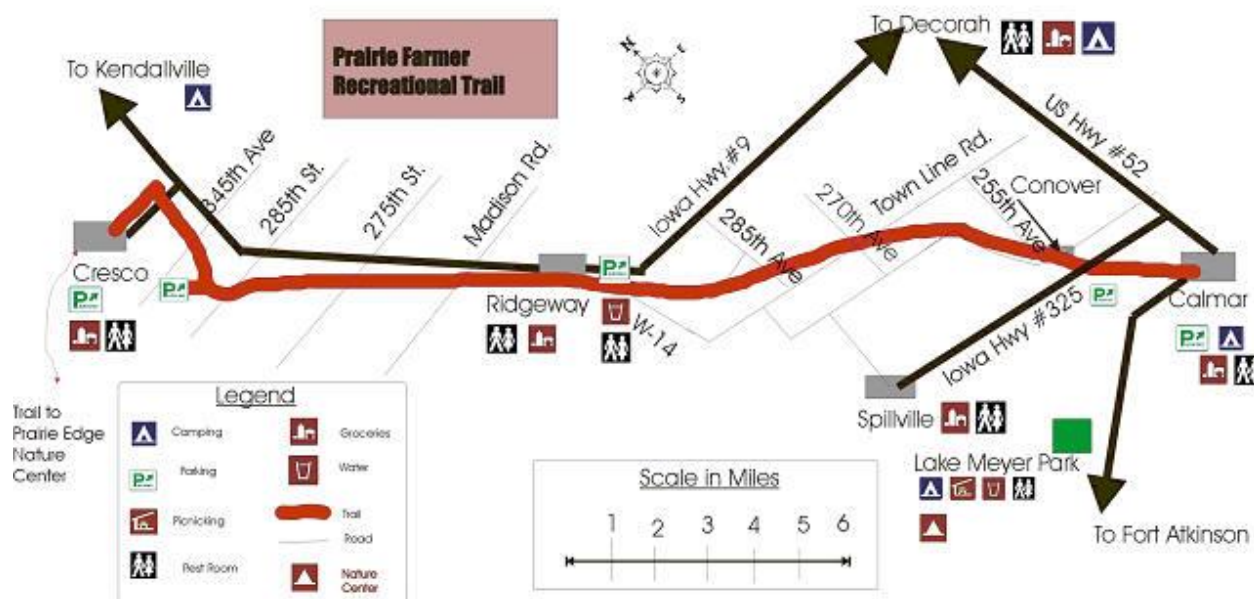 Prairie Farmer
Recreational Trail
To Decorah
To Kendallville
N
E
S
345th Ave
285th St.
275th St.
Madison Rd.
Iowa Hwy.#9
Town Line Rd.
US Hwy #52
Conover
255th Ave
270th Ave
285th Ave
Cresco
Ridgeway
W-14
Iowa Hwy #325
Calmar
Spillville
Lake Meyer Park
To Fort Atkinson
Trail to
Prairie Edge
Nature
Center
Legend
Camping
Groceries
Parking
Water
Picnicking
Trail
Road
Rest Room
Nature
Center
Scale in Miles
1 2 3 4 5 6